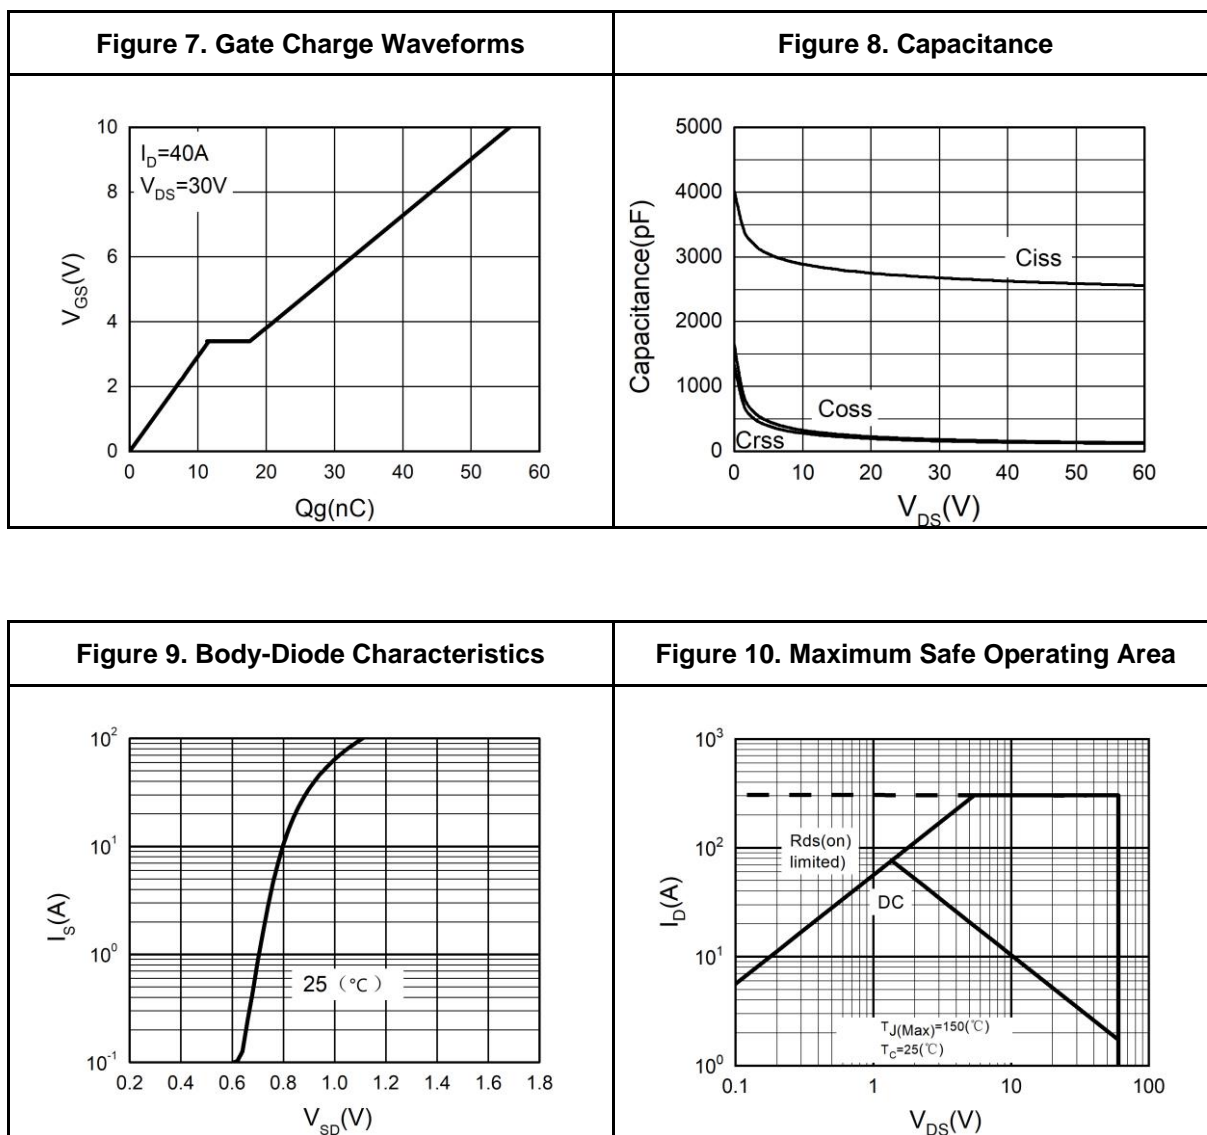 Figure 7. Gate Charge Waveforms
Figure 8. Capacitance
10
8
6
4
2
0
V_GS(V)
I_D=40A
V_DS=30V
0 10 20 30 40 50 60
Qg(nC)
5000
4000
3000
2000
1000
0
Capacitance(pF)
Ciss
Coss
Crss
0 10 20 30 40 50 60
V_DS(V)
Figure 9. Body-Diode Characteristics
Figure 10. Maximum Safe Operating Area
10^2
10^1
10^0
10^-1
I_S(A)
25（℃）
0.2 0.4 0.6 0.8 1.0 1.2 1.4 1.6 1.8
V_SD(V)
10^3
10^2
10^1
10^0
I_D(A)
Rds(on)
limited)
DC
T_J(Max)=150(℃)
T_C=25(℃)
0.1 1 10 100
V_DS(V)